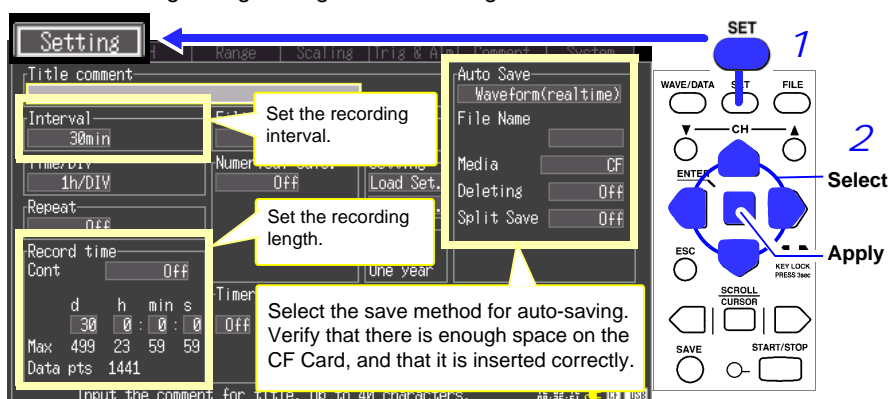 Setting
Range Scaling Trig & Alm Comment System
Title comment
Interval
30min
Set the recording
interval.
Time/DIV
1h/DIV
Numerical Calc.
Off
Load Set.
Repeat
Off
Set the recording
length.
Record time
Cont Off
d h min s
30 0 : 0 : 0
Max 499 23 59 59
Data pts 1441
One year
Timer
Off
Auto Save
Waveform(realtime)
File Name
Media CF
Deleting Off
Split Save Off
Select the save method for auto-saving.
Verify that there is enough space on the
CF Card, and that it is inserted correctly.
Input the comment for title. Up to 40 characters.
SET
1
WAVE/DATA SET FILE
CH
2
ENTER
Select
Apply
ESC
KEY LOCK
PRESS 3sec
SCROLL
CURSOR
SAVE
START/STOP